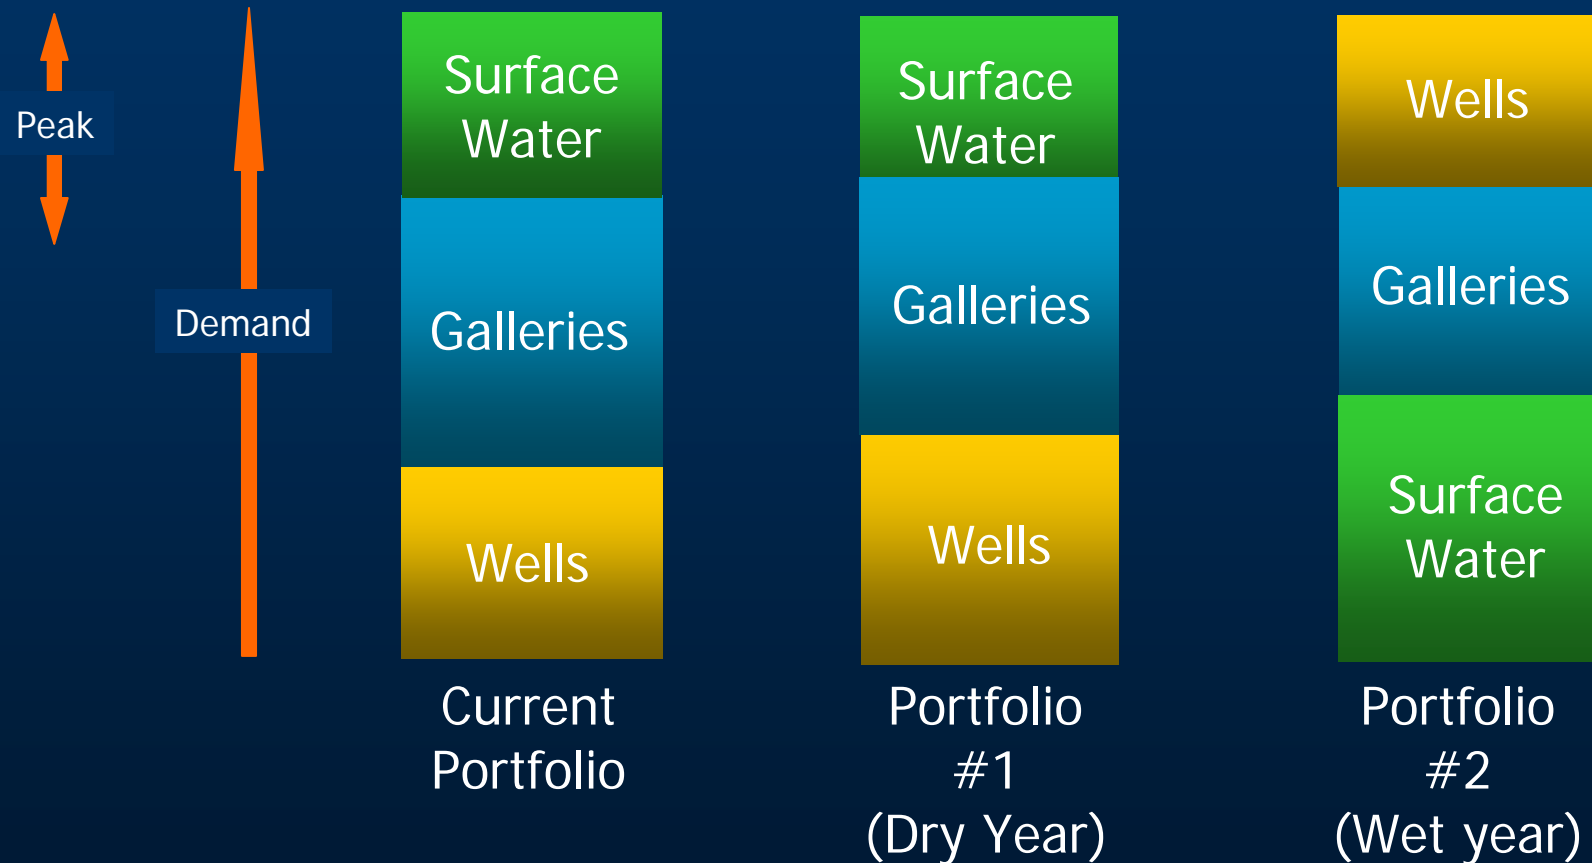 Peak
Demand
Surface
Water
Galleries
Wells
Current
Portfolio
Surface
Water
Galleries
Wells
Portfolio
#1
(Dry Year)
Wells
Galleries
Surface
Water
Portfolio
#2
(Wet year)